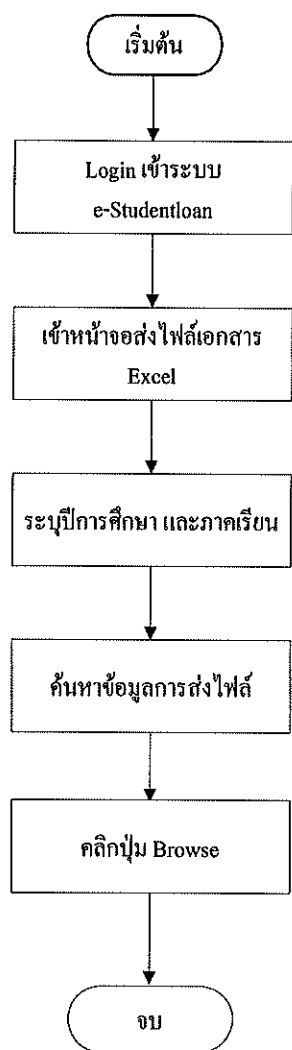 เริ่มต้น
Login เข้าระบบ
e-Studentloan
เข้าหน้าจอส่งไฟล์เอกสาร
Excel
ระบุปีการศึกษา และภาคเรียน
ค้นหาข้อมูลการส่งไฟล์
คลิกปุ่ม Browse
จบ